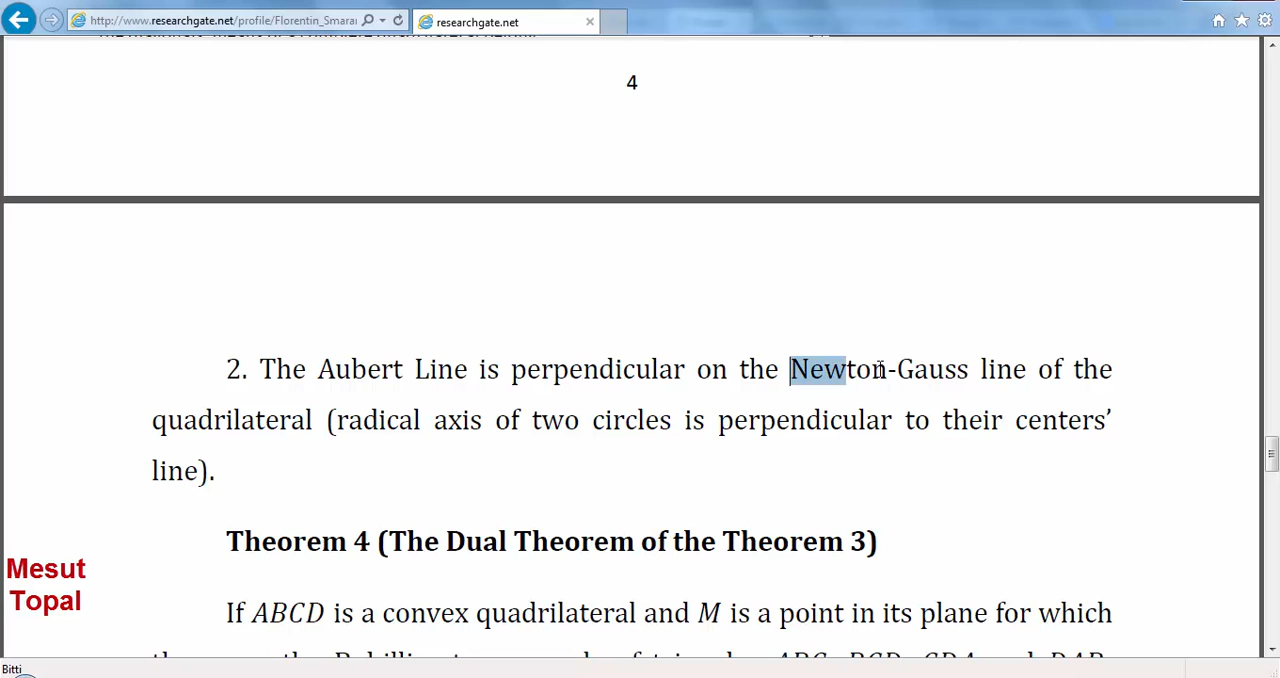 http://www.researchgate.net/profile/Florentin_Smarar
researchgate.net
4
2. The Aubert Line is perpendicular on the Newton-Gauss line of the
quadrilateral (radical axis of two circles is perpendicular to their centers’
line).
Theorem 4 (The Dual Theorem of the Theorem 3)
Mesut
Topal
If ABCD is a convex quadrilateral and M is a point in its plane for which
Bitti